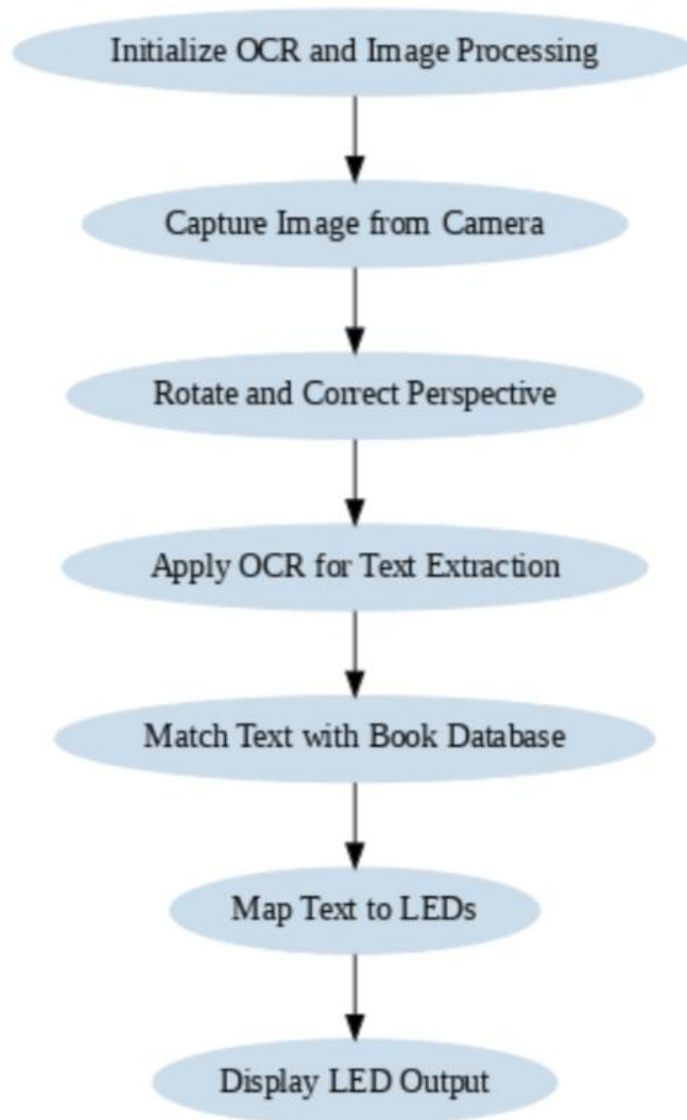 Initialize OCR and Image Processing
Capture Image from Camera
Rotate and Correct Perspective
Apply OCR for Text Extraction
Match Text with Book Database
Map Text to LEDs
Display LED Output